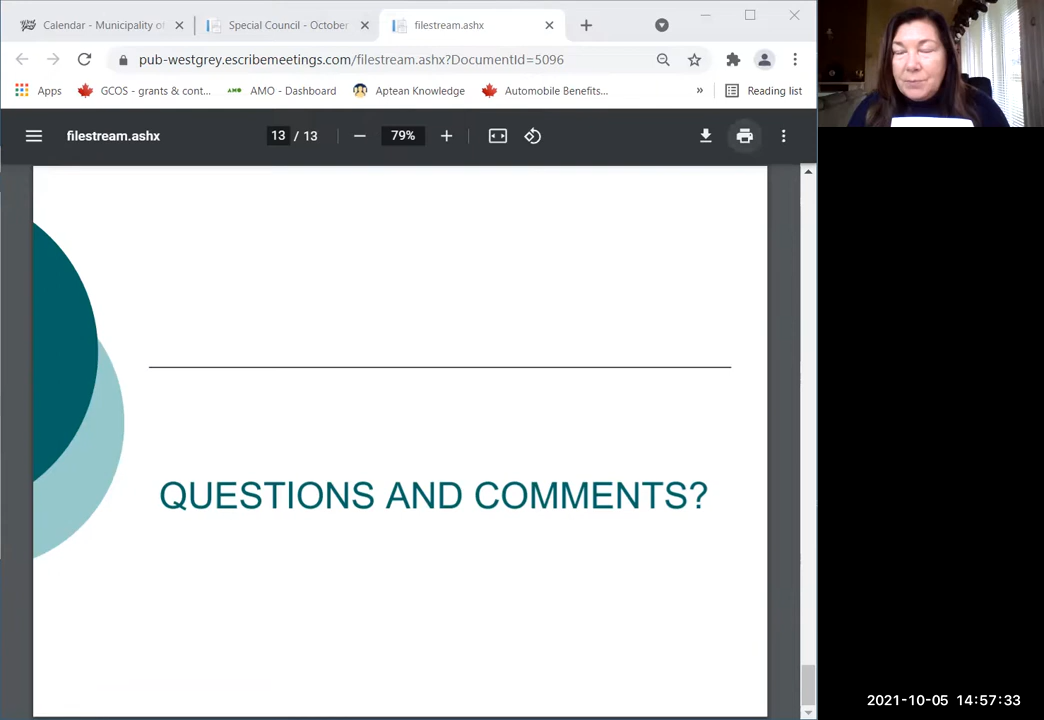 Calendar - Municipality of
Special Council - October
filestream.ashx
pub-westgrey.escribemeetings.com/filestream.ashx?DocumentId=5096
Apps
GCOS - grants & cont...
AMO - Dashboard
Aptean Knowledge
Automobile Benefits...
»
Reading list
filestream.ashx
13 / 13
79%
QUESTIONS AND COMMENTS?
2021-10-05 14:57:33